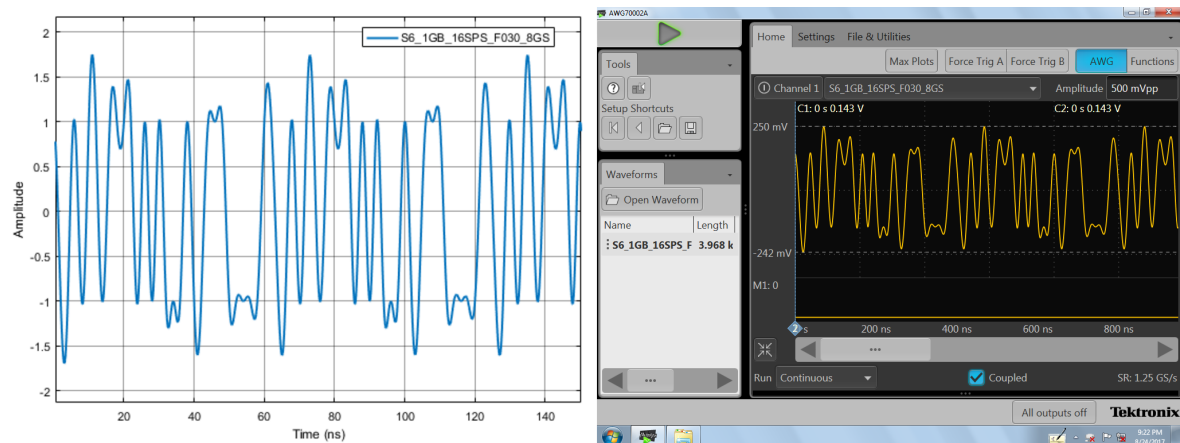 S6_1GB_16SPS_F030_8GS
2
1.5
1
0.5
0
-0.5
-1
-1.5
-2
Amplitude
20 40 60 80 100 120 140
Time (ns)
AWG70002A
Home Settings File & Utilities
Max Plots Force Trig A Force Trig B AWG Functions
Tools
Setup Shortcuts
Channel 1 S6_1GB_16SPS_F030_8GS Amplitude 500 mVpp
C1: 0 s 0.143 V C2: 0 s 0.143 V
250 mV
-242 mV
M1: 0
Waveforms
Open Waveform
Name Length
S6_1GB_16SPS_F 3.968 k
2 s 200 ns 400 ns 600 ns 800 ns
Run Continuous Coupled SR: 1.25 GS/s
All outputs off Tektronix
9:22 PM
8/24/2017